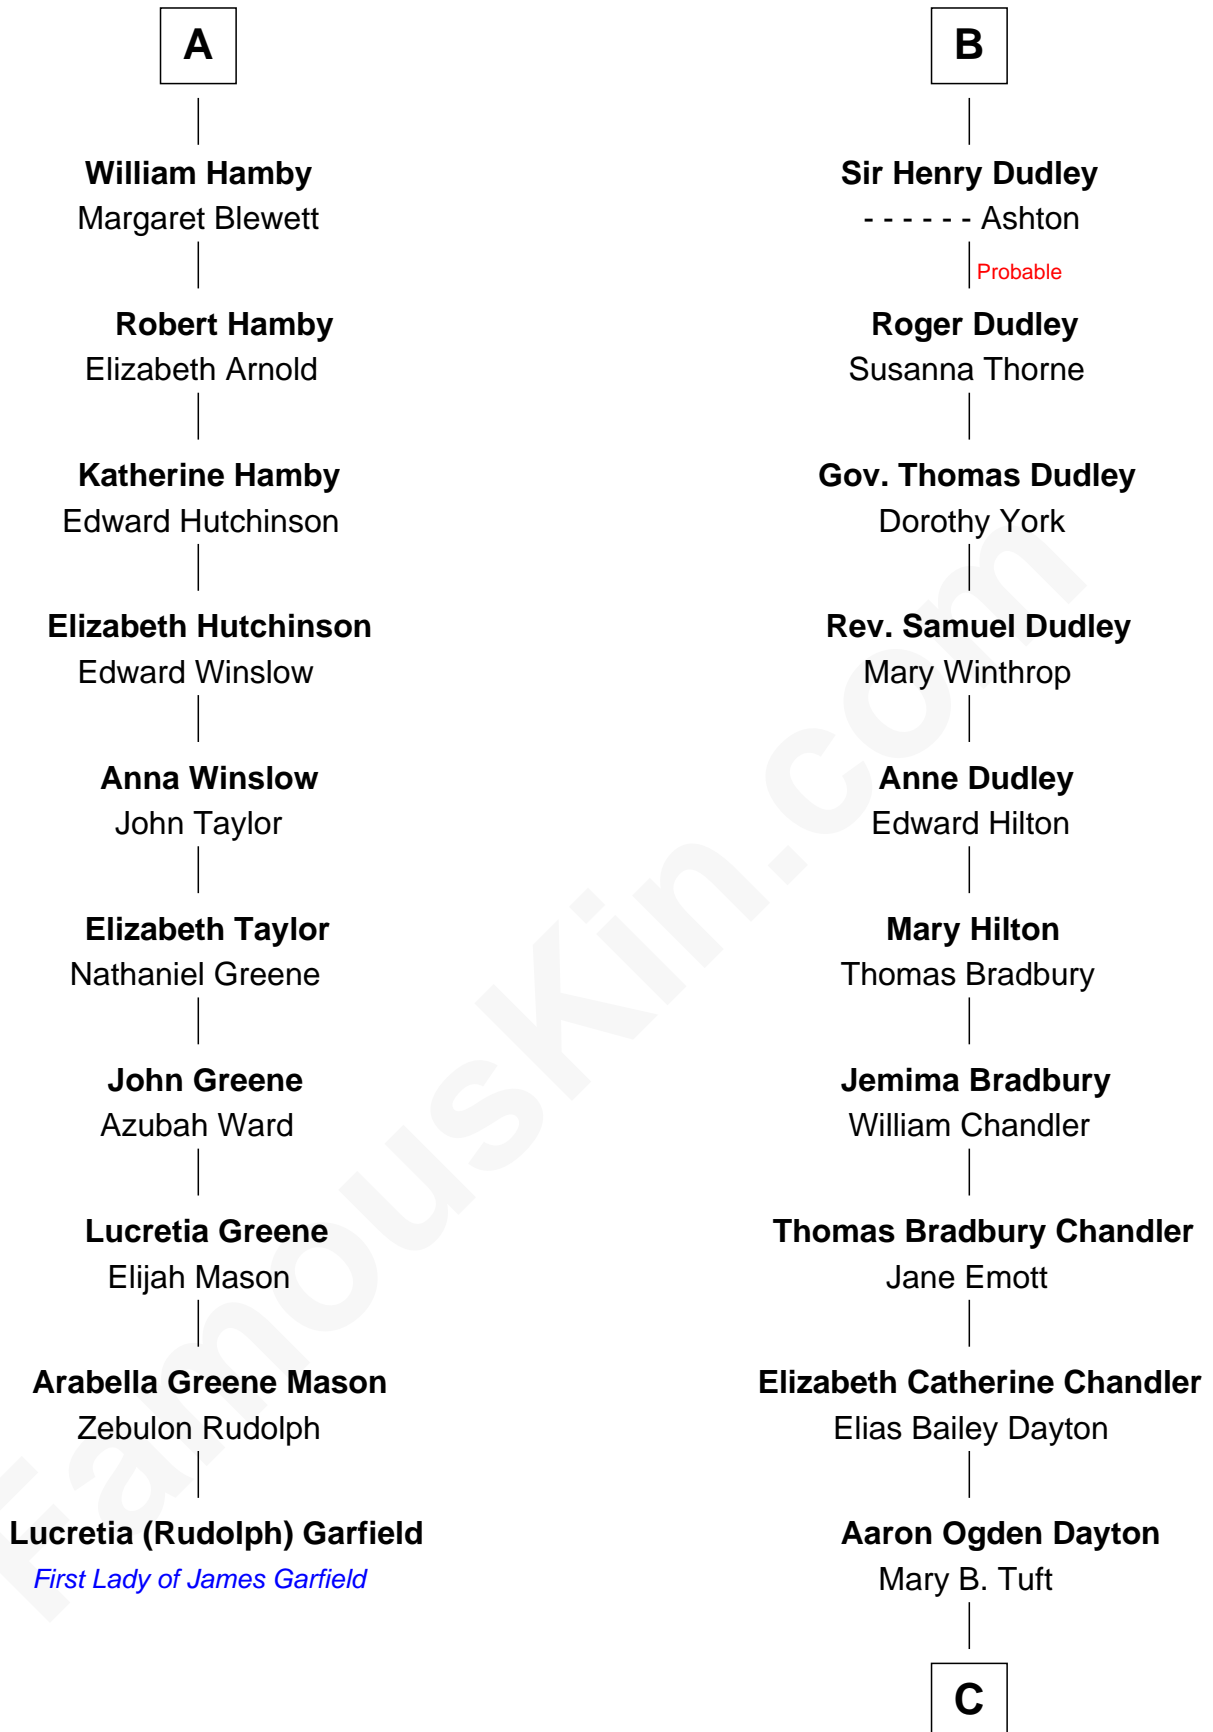 A
William Hamby
Margaret Blewett
Robert Hamby
Elizabeth Arnold
Katherine Hamby
Edward Hutchinson
Elizabeth Hutchinson
Edward Winslow
Anna Winslow
John Taylor
Elizabeth Taylor
Nathaniel Greene
John Greene
Azubah Ward
Lucretia Greene
Elijah Mason
Arabella Greene Mason
Zebulon Rudolph
Lucretia (Rudolph) Garfield
First Lady of James Garfield
B
Sir Henry Dudley
- - - - - - Ashton
Probable
Roger Dudley
Susanna Thorne
Gov. Thomas Dudley
Dorothy York
Rev. Samuel Dudley
Mary Winthrop
Anne Dudley
Edward Hilton
Mary Hilton
Thomas Bradbury
Jemima Bradbury
William Chandler
Thomas Bradbury Chandler
Jane Emott
Elizabeth Catherine Chandler
Elias Bailey Dayton
Aaron Ogden Dayton
Mary B. Tuft
C
FamousKin.com